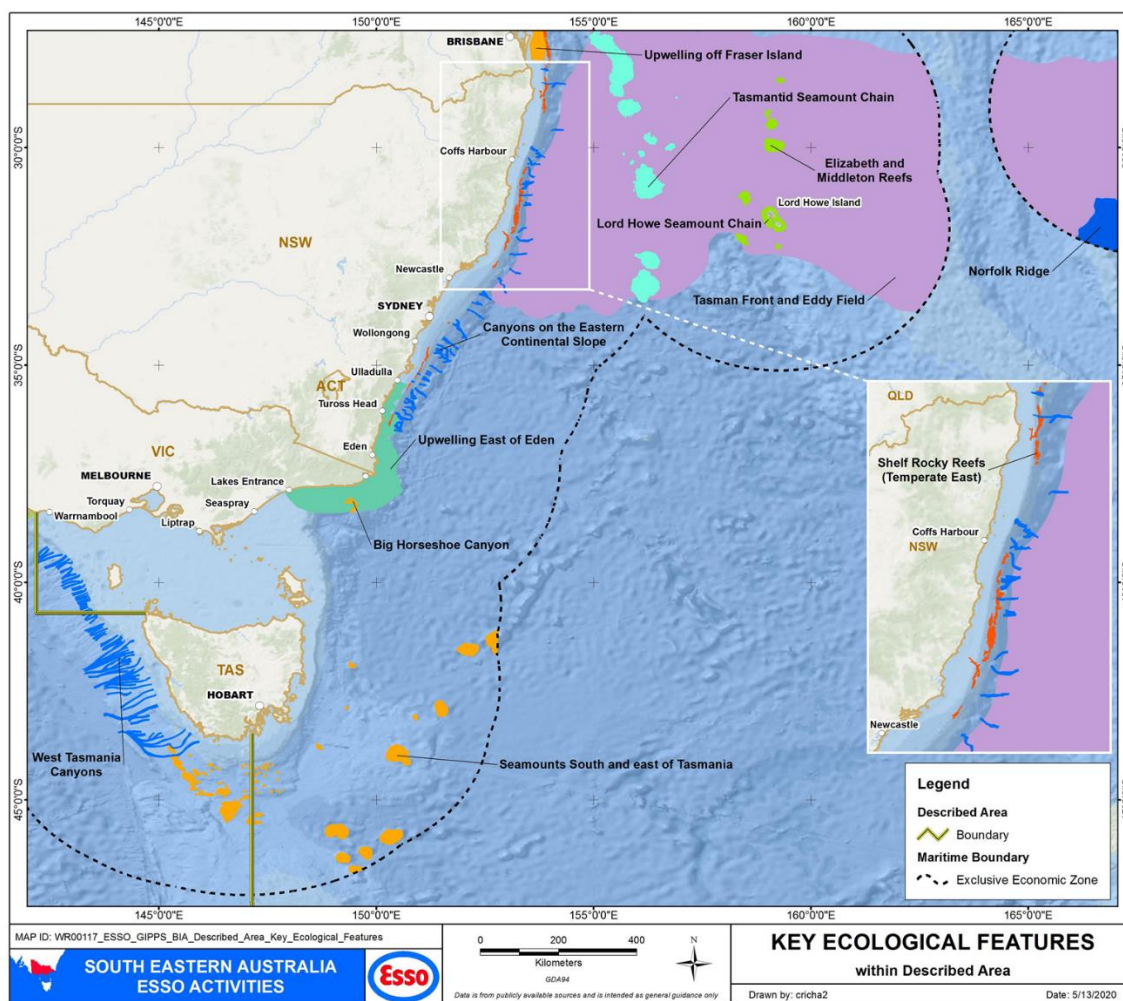 145°0'0"E
150°0'0"E
155°0'0"E
160°0'0"E
165°0'0"E
BRISBANE
Upwelling off Fraser Island
Tasmantid Seamount Chain
30°0'0"S
Coffs Harbour
Elizabeth and
Middleton Reefs
Lord Howe Island
Lord Howe Seamount Chain
NSW
Norfolk Ridge
Newcastle
Tasman Front and Eddy Field
SYDNEY
Wollongong
Canyons on the Eastern
Continental Slope
35°0'0"S
Ulladulla
ACT
Tuross Head
QLD
Eden
Upwelling East of Eden
VIC
Shelf Rocky Reefs
(Temperate East)
MELBOURNE
Lakes Entrance
Torquay
Seaspray
Warrnambool
Liptrap
Coffs Harbour
Big Horseshoe Canyon
NSW
40°0'0"S
TAS
HOBART
Newcastle
West Tasmania
Canyons
Seamounts South and east of Tasmania
45°0'0"S
Legend
Described Area
Boundary
Maritime Boundary
Exclusive Economic Zone
145°0'0"E
150°0'0"E
155°0'0"E
160°0'0"E
165°0'0"E
MAP ID: WR00117_ESSO_GIPPS_BIA_Described_Area_Key_Ecological_Features
SOUTH EASTERN AUSTRALIA
ESSO ACTIVITIES
Esso
0 200 400
Kilometers
GDA94
N
Data is from publicly available sources and is intended as general guidance only
KEY ECOLOGICAL FEATURES
within Described Area
Drawn by: cricha2
Date: 5/13/2020